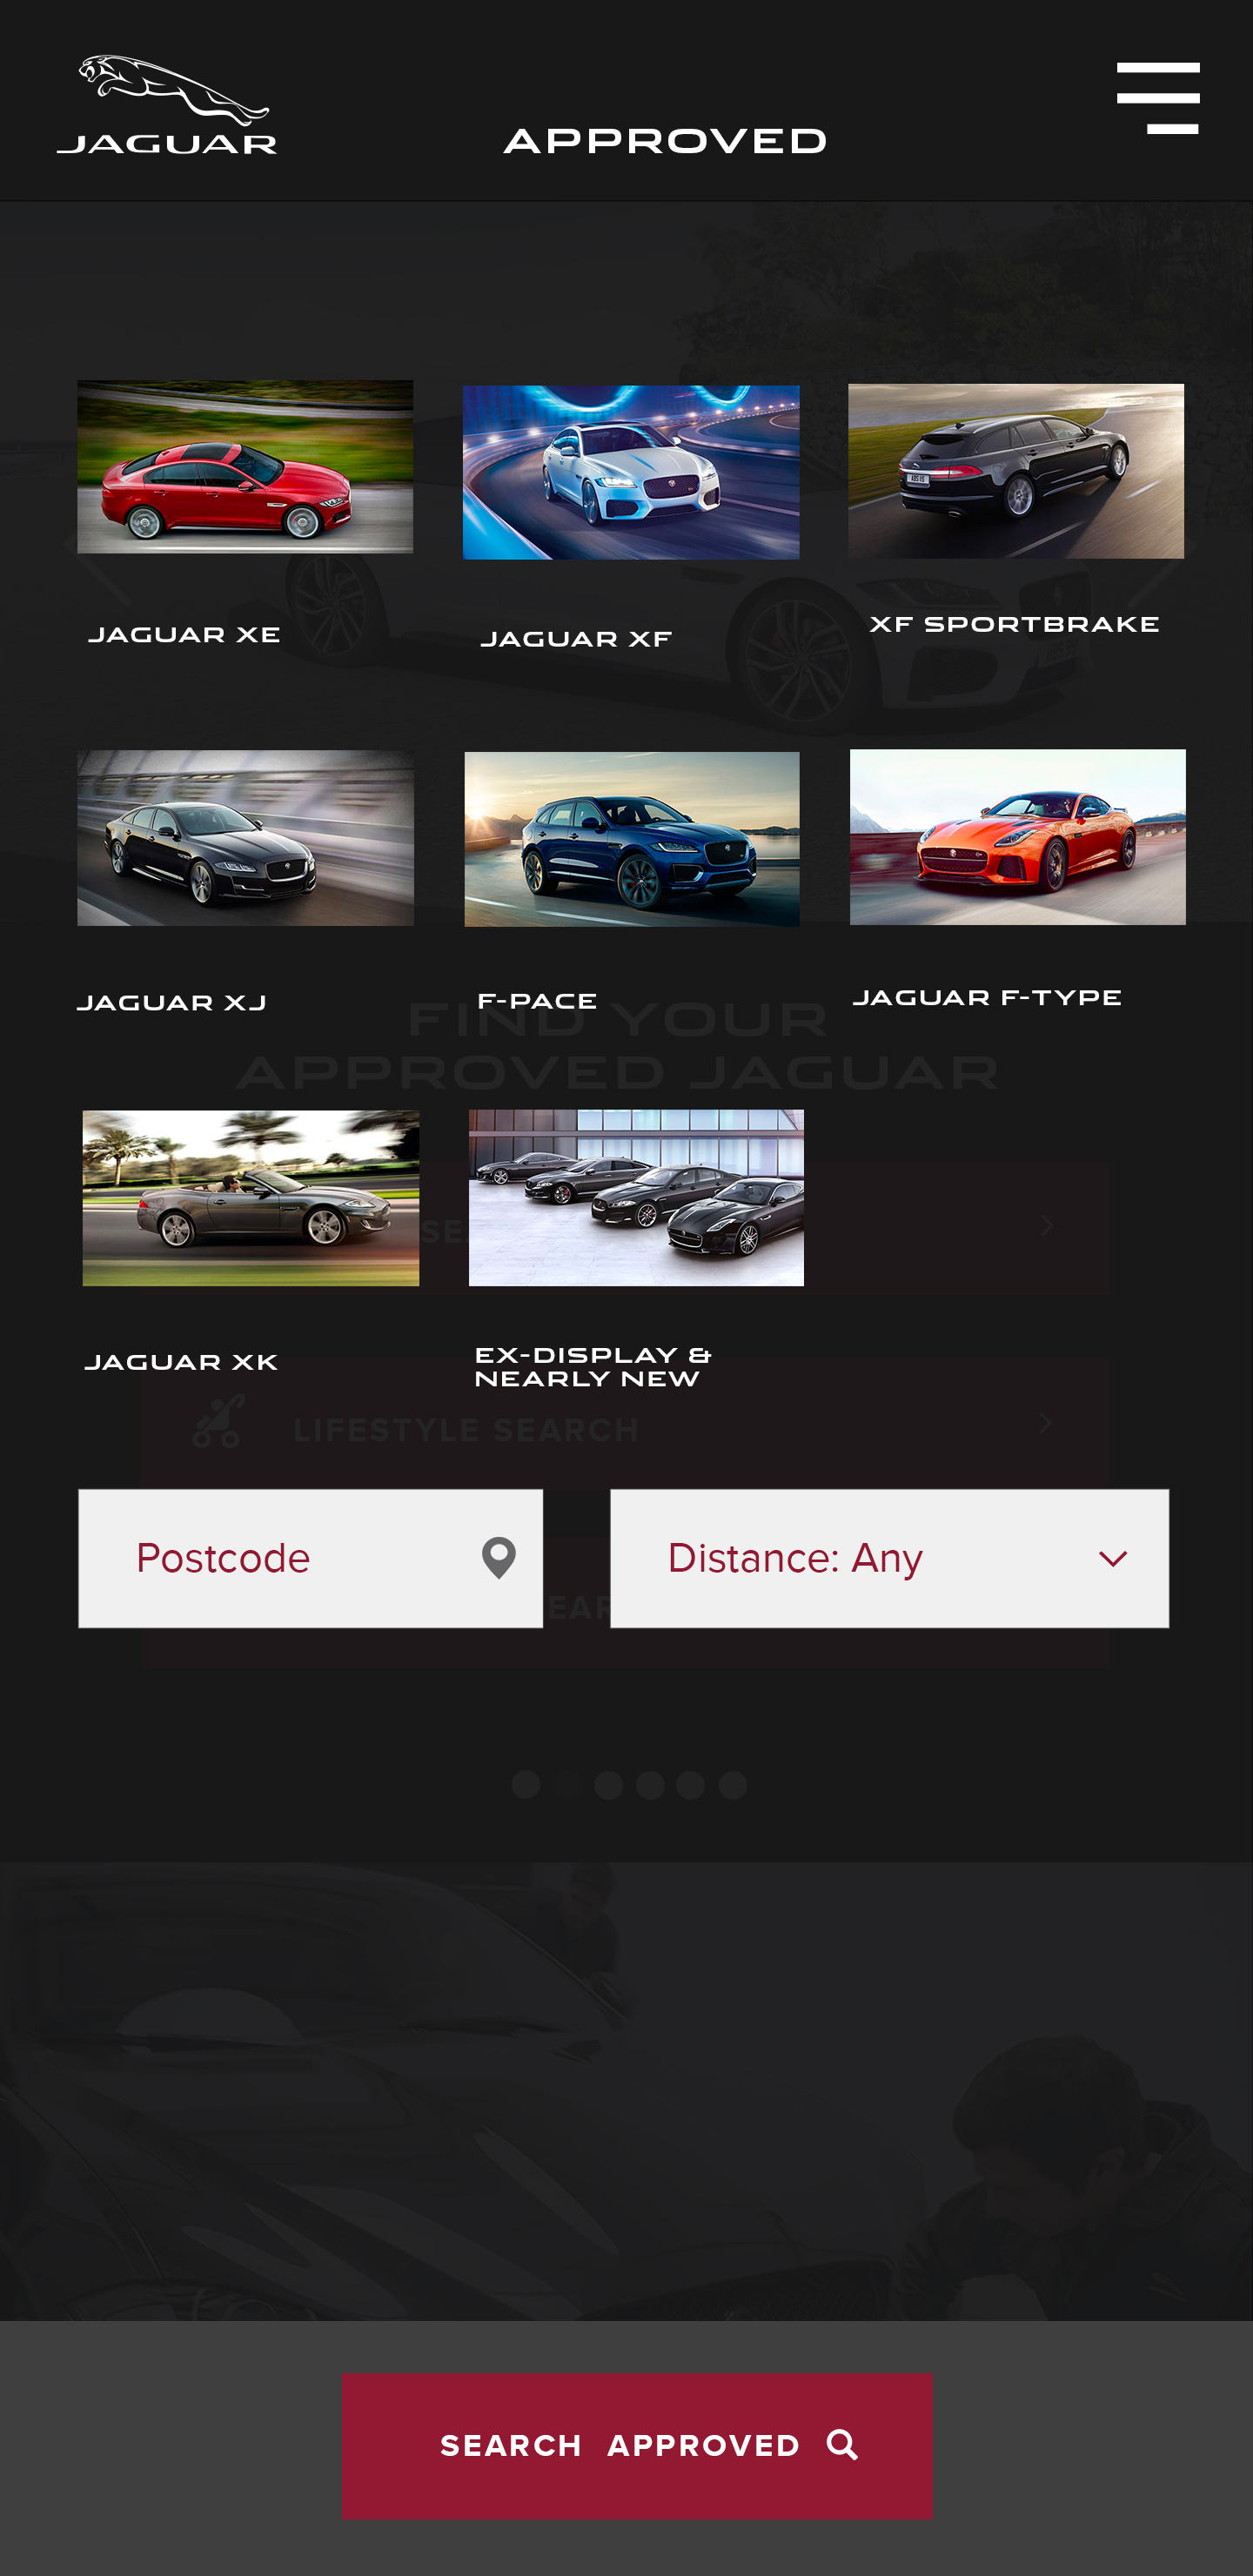 JAGUAR
APPROVED
JAGUAR XE
JAGUAR XF
XF SPORTBRAKE
JAGUAR XJ
F-PACE
JAGUAR F-TYPE
FIND YOUR
APPROVED JAGUAR
JAGUAR XK
EX-DISPLAY &
NEARLY NEW
LIFESTYLE SEARCH
Postcode
Distance: Any
SEARCH APPROVED